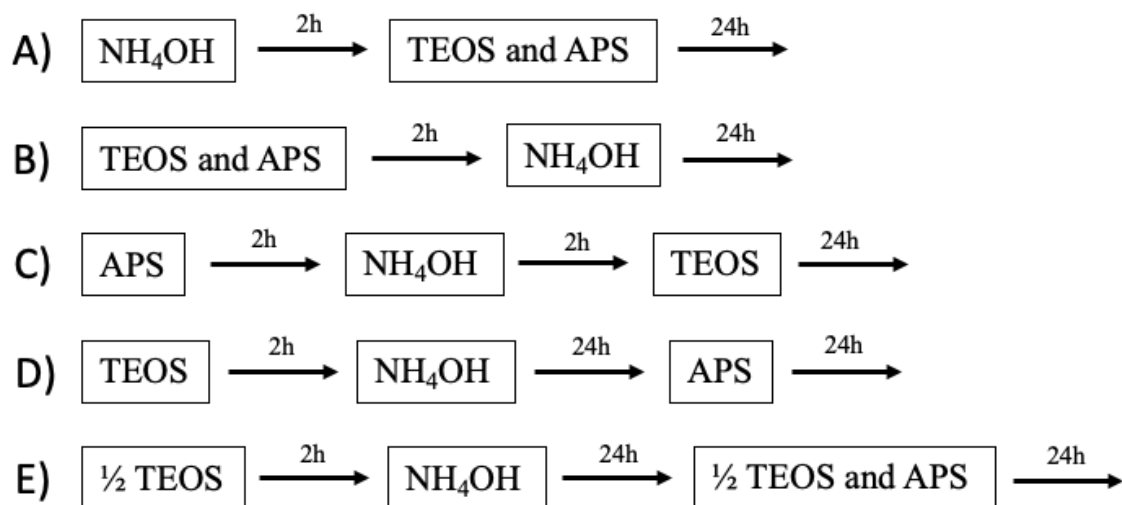 A) NH₄OH 2h TEOS and APS 24h
B) TEOS and APS 2h NH₄OH 24h
C) APS 2h NH₄OH 2h TEOS 24h
D) TEOS 2h NH₄OH 24h APS 24h
E) ½ TEOS 2h NH₄OH 24h ½ TEOS and APS 24h